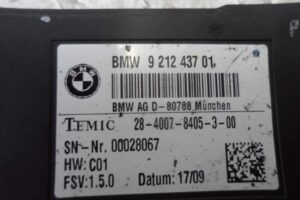 BMW
BMW 9 212 437 01
BMW AG D-80788 München
TEMIC 28-4007-8405-3-00
SN-Nr. 00028067
HW: C01
FSV:1.5.0 Datum: 17/09